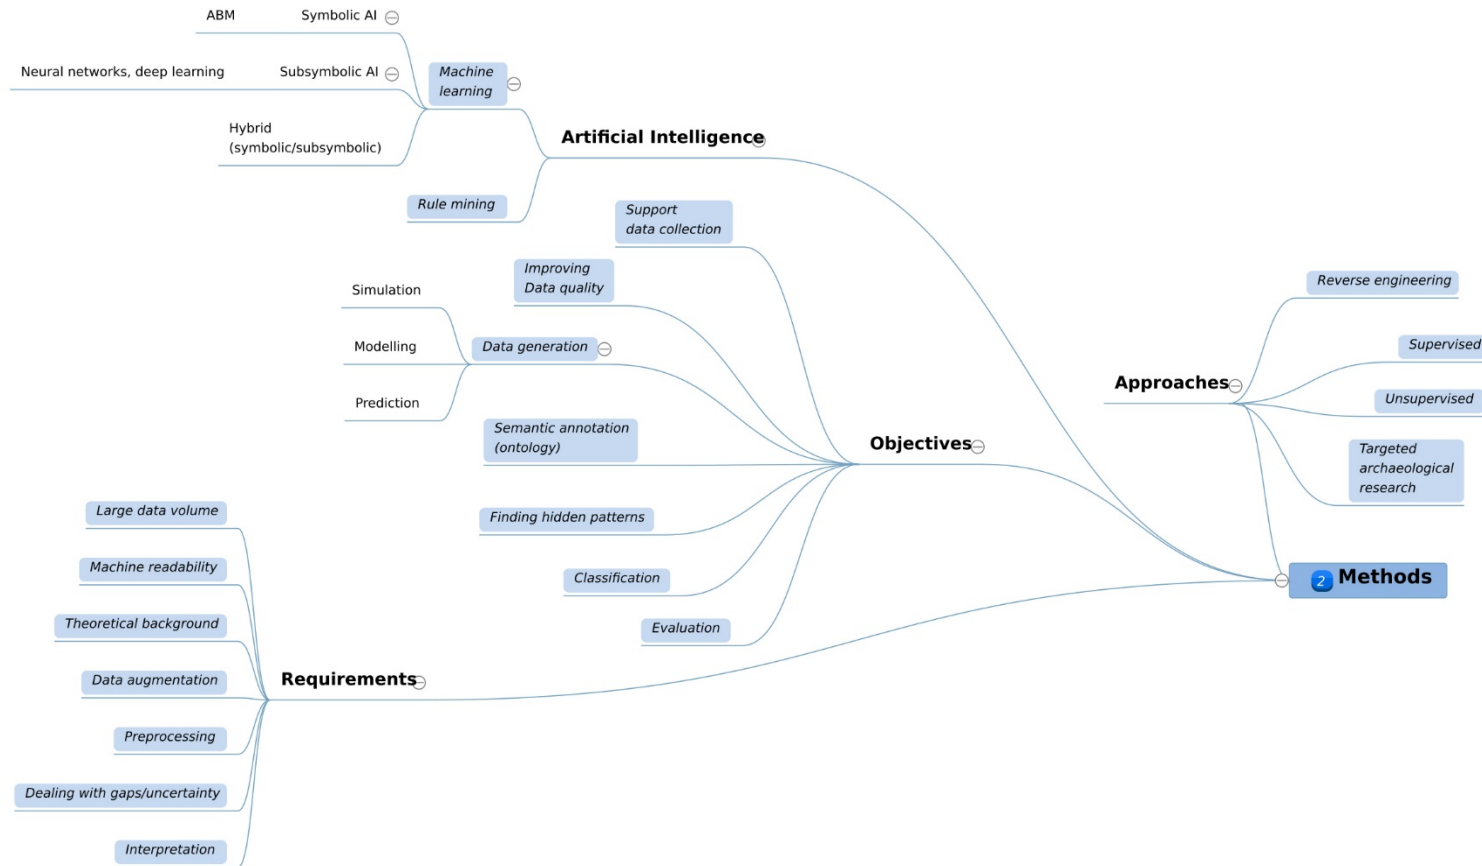 ABM
Symbolic AI
Neural networks, deep learning
Subsymbolic AI
Hybrid
(symbolic/subsymbolic)
Machine
learning
Rule mining
Artificial Intelligence
Support
data collection
Improving
Data quality
Simulation
Modelling
Prediction
Data generation
Semantic annotation
(ontology)
Finding hidden patterns
Classification
Evaluation
Objectives
Reverse engineering
Supervised
Unsupervised
Targeted
archaeological
research
Approaches
2 Methods
Large data volume
Machine readability
Theoretical background
Data augmentation
Preprocessing
Dealing with gaps/uncertainty
Interpretation
Requirements